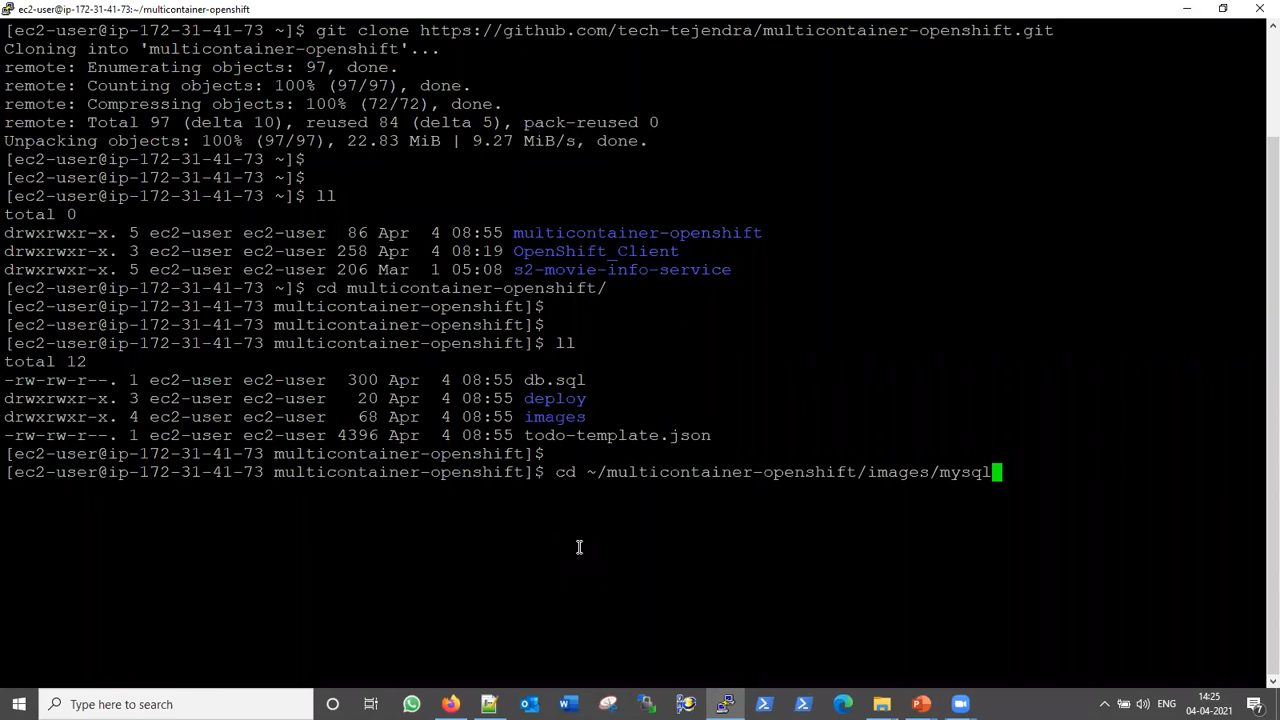 ec2-user@ip-172-31-41-73:~/multicontainer-openshift
[ec2-user@ip-172-31-41-73 ~]$ git clone https://github.com/tech-tejendra/multicontainer-openshift.git
Cloning into 'multicontainer-openshift'...
remote: Enumerating objects: 97, done.
remote: Counting objects: 100% (97/97), done.
remote: Compressing objects: 100% (72/72), done.
remote: Total 97 (delta 10), reused 84 (delta 5), pack-reused 0
Unpacking objects: 100% (97/97), 22.83 MiB | 9.27 MiB/s, done.
[ec2-user@ip-172-31-41-73 ~]$
[ec2-user@ip-172-31-41-73 ~]$
[ec2-user@ip-172-31-41-73 ~]$ ll
total 0
drwxrwxr-x. 5 ec2-user ec2-user  86 Apr  4 08:55 multicontainer-openshift
drwxrwxr-x. 3 ec2-user ec2-user 258 Apr  4 08:19 OpenShift_Client
drwxrwxr-x. 5 ec2-user ec2-user 206 Mar  1 05:08 s2-movie-info-service
[ec2-user@ip-172-31-41-73 ~]$ cd multicontainer-openshift/
[ec2-user@ip-172-31-41-73 multicontainer-openshift]$
[ec2-user@ip-172-31-41-73 multicontainer-openshift]$
[ec2-user@ip-172-31-41-73 multicontainer-openshift]$ ll
total 12
-rw-rw-r--. 1 ec2-user ec2-user  300 Apr  4 08:55 db.sql
drwxrwxr-x. 3 ec2-user ec2-user   20 Apr  4 08:55 deploy
drwxrwxr-x. 4 ec2-user ec2-user   68 Apr  4 08:55 images
-rw-rw-r--. 1 ec2-user ec2-user 4396 Apr  4 08:55 todo-template.json
[ec2-user@ip-172-31-41-73 multicontainer-openshift]$
[ec2-user@ip-172-31-41-73 multicontainer-openshift]$ cd ~/multicontainer-openshift/images/mysql
Type here to search
ENG
14:25
04-04-2021